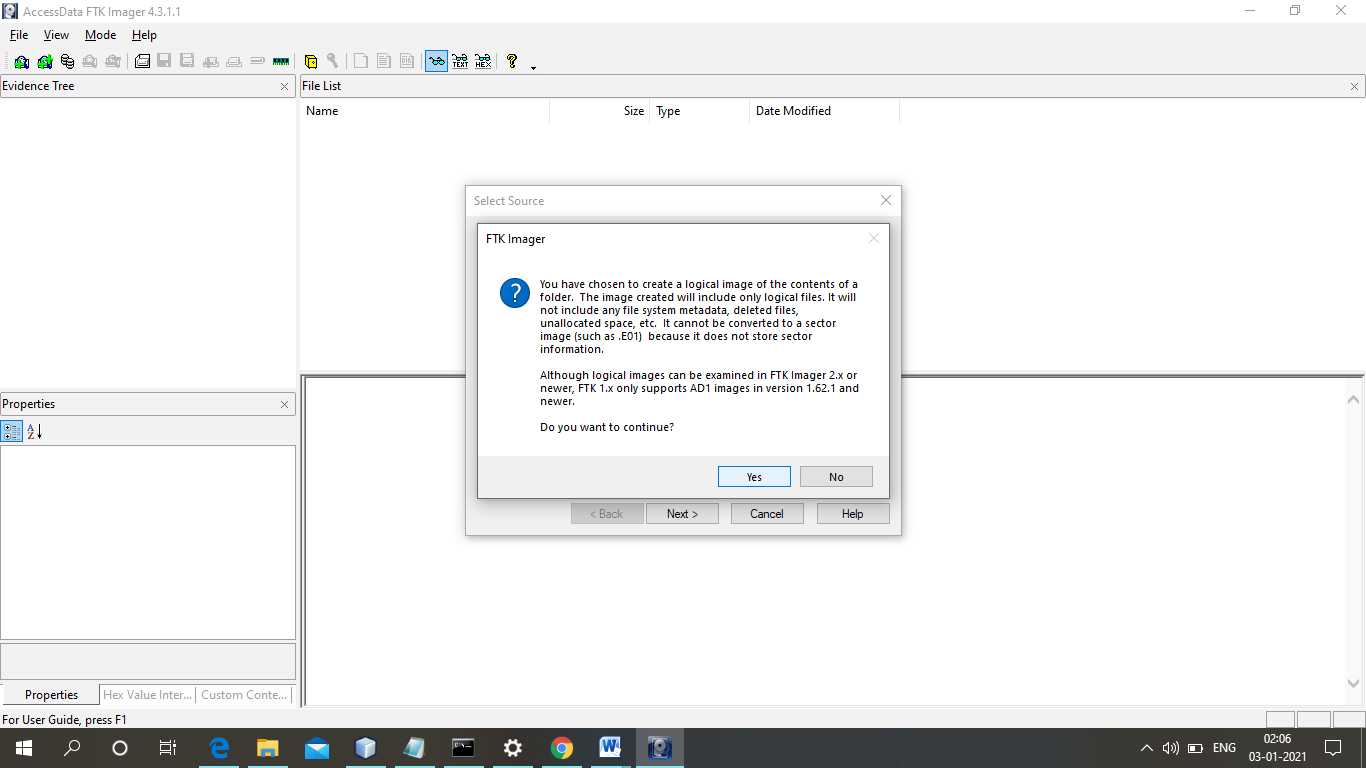 AccessData FTK Imager 4.3.1.1
File View Mode Help
TEXT HEX
Evidence Tree
File List
Name Size Type Date Modified
Select Source
FTK Imager
You have chosen to create a logical image of the contents of a
folder. The image created will include only logical files. It will
not include any file system metadata, deleted files,
unallocated space, etc. It cannot be converted to a sector
image (such as .E01) because it does not store sector
information.
Although logical images can be examined in FTK Imager 2.x or
newer, FTK 1.x only supports AD1 images in version 1.62.1 and
newer.
Do you want to continue?
Yes No
< Back Next > Cancel Help
Properties
A
Z
Properties Hex Value Inter... Custom Conte...
For User Guide, press F1
ENG
02:06
03-01-2021